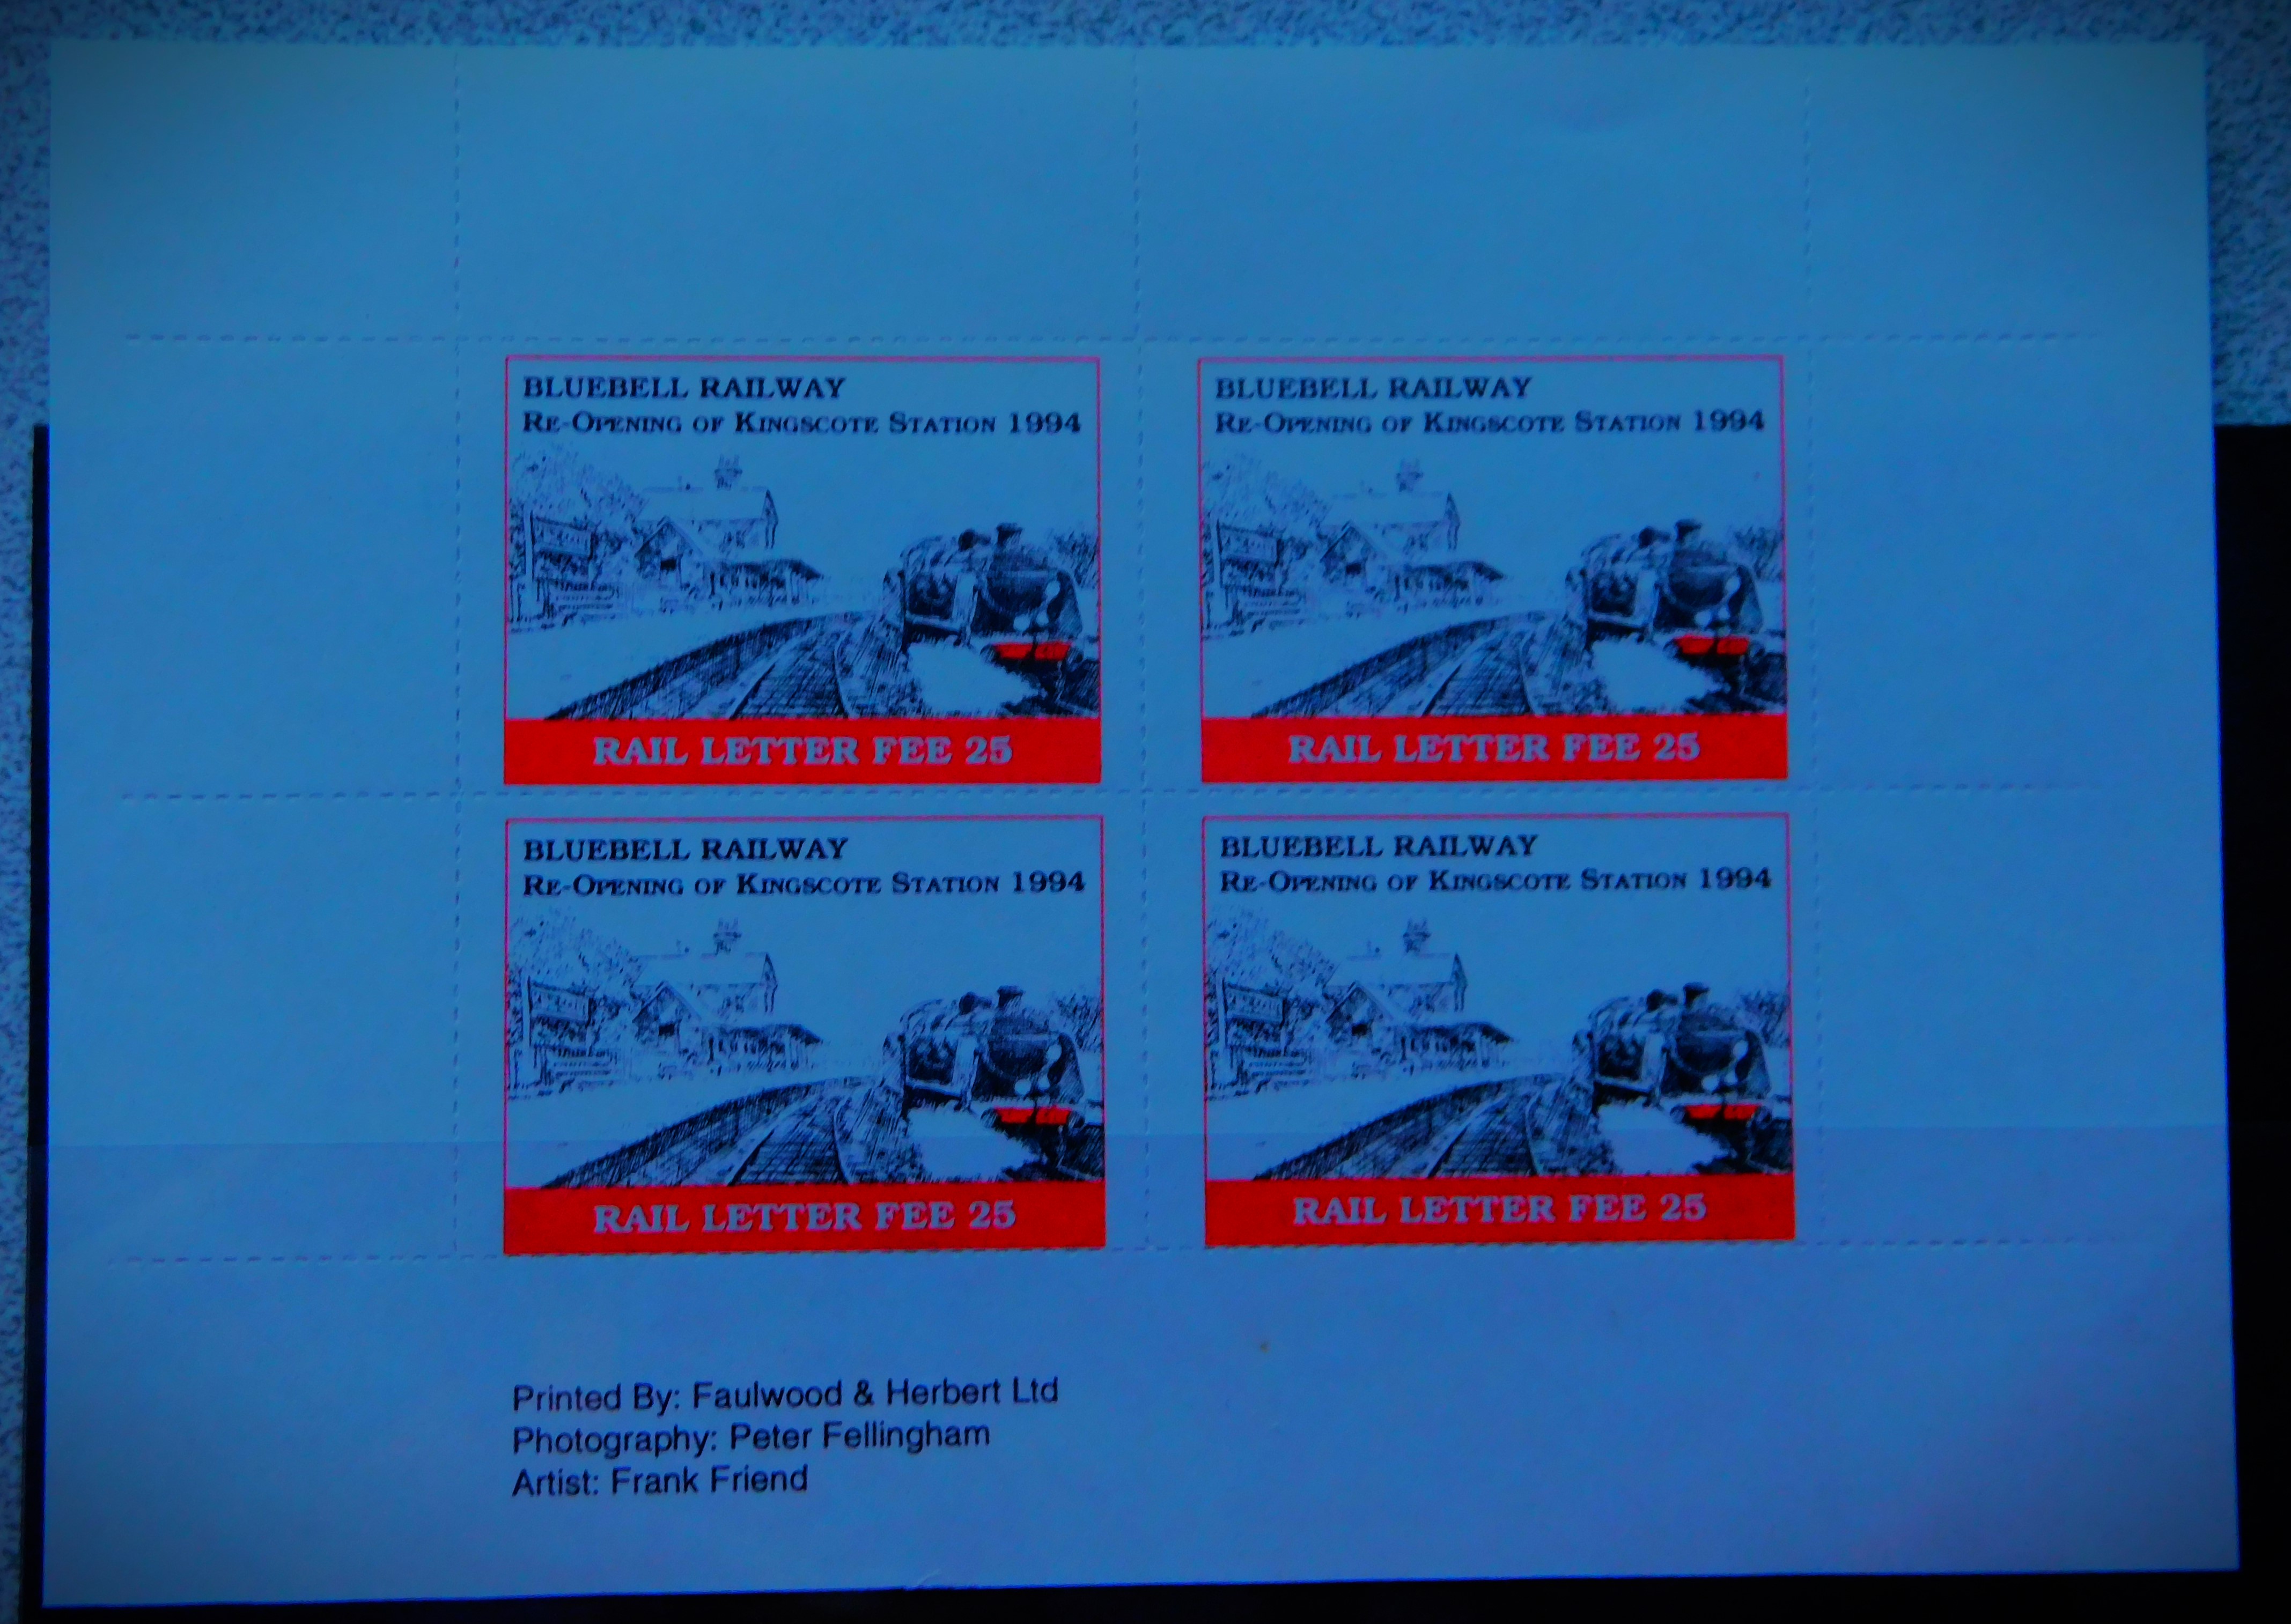 BLUEBELL RAILWAY
RE-OPENING OF KINGSCOTE STATION 1994
RAIL LETTER FEE 25
BLUEBELL RAILWAY
RE-OPENING OF KINGSCOTE STATION 1994
RAIL LETTER FEE 25
BLUEBELL RAILWAY
RE-OPENING OF KINGSCOTE STATION 1994
RAIL LETTER FEE 25
BLUEBELL RAILWAY
RE-OPENING OF KINGSCOTE STATION 1994
RAIL LETTER FEE 25
Printed By: Faulwood & Herbert Ltd
Photography: Peter Fellingham
Artist: Frank Friend